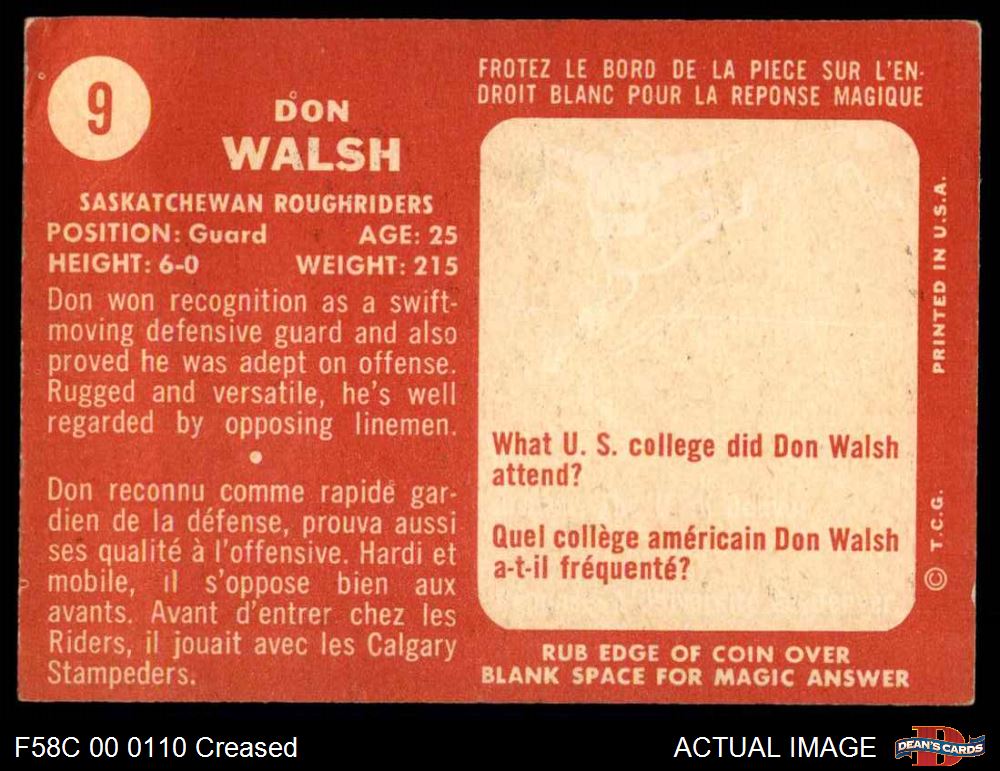 9
DON
WALSH
SASKATCHEWAN ROUGHRIDERS
POSITION: Guard AGE: 25
HEIGHT: 6-0 WEIGHT: 215
Don won recognition as a swift-
moving defensive guard and also
proved he was adept on offense.
Rugged and versatile, he's well
regarded by opposing linemen.
Don reconnu comme rapide gar-
dien de la défense, prouva aussi
ses qualité à l'offensive. Hardi et
mobile, il s'oppose bien aux
avants. Avant d'entrer chez les
Riders, il jouait avec les Calgary
Stampeders.
FROTEZ LE BORD DE LA PIECE SUR L'EN-
DROIT BLANC POUR LA REPONSE MAGIQUE
What U. S. college did Don Walsh
attend?
Quel collège américain Don Walsh
a-t-il fréquenté?
RUB EDGE OF COIN OVER
BLANK SPACE FOR MAGIC ANSWER
© T.C.G. PRINTED IN U.S.A.
F58C 00 0110 Creased
ACTUAL IMAGE
DEAN'S CARDS